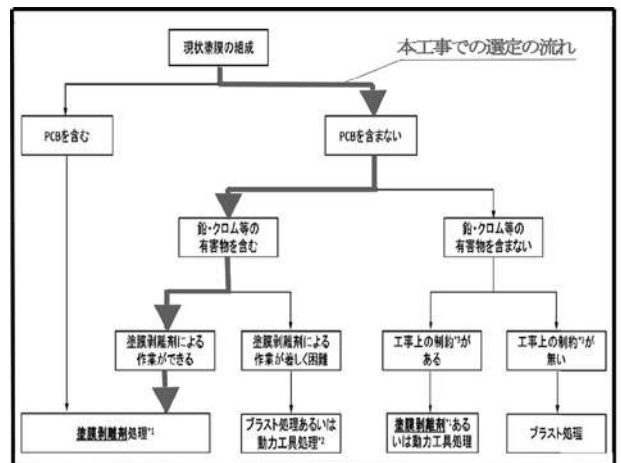 現状塗膜の組成
本工事での選定の流れ
PCBを含む
PCBを含まない
鉛・クロム等の
有害物を含む
鉛・クロム等の
有害物を含まない
塗膜剥離剤による
作業ができる
塗膜剥離剤による
作業が著しく困難
工事上の制約*3が
ある
工事上の制約*3が
無い
塗膜剥離剤処理*1
ブラスト処理あるいは
動力工具処理*2
塗膜剥離剤*1ある
いは動力工具処理
ブラスト処理